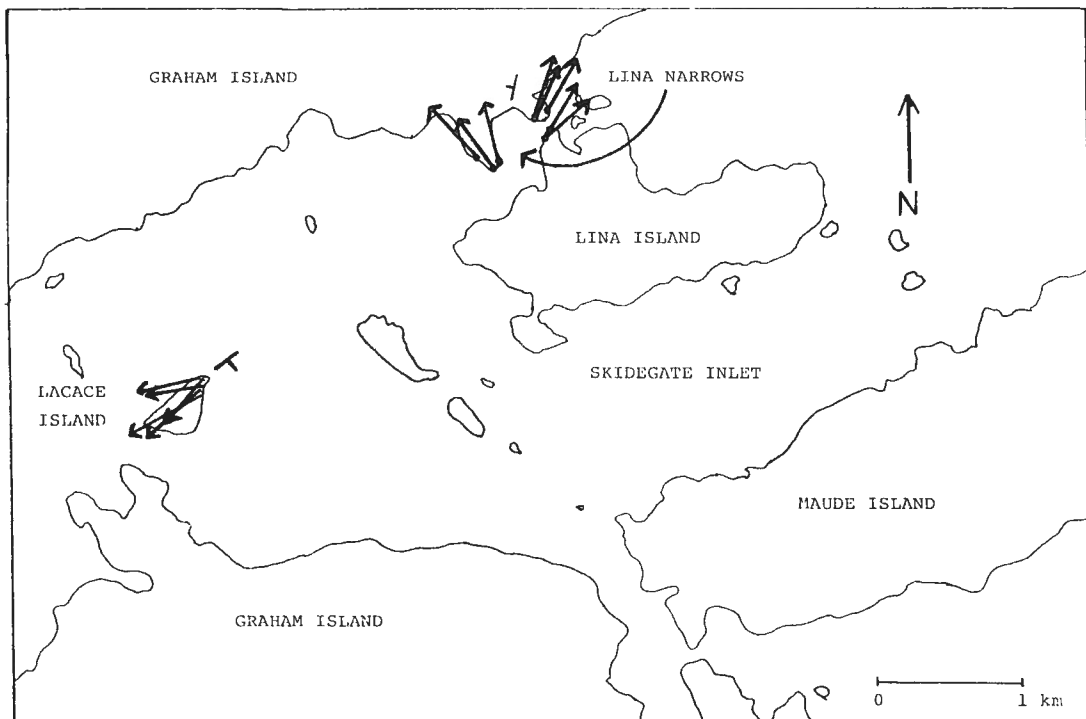 GRAHAM ISLAND
LINA NARROWS
N
LINA ISLAND
SKIDEGATE INLET
LACACE
ISLAND
MAUDE ISLAND
GRAHAM ISLAND
0 1 km